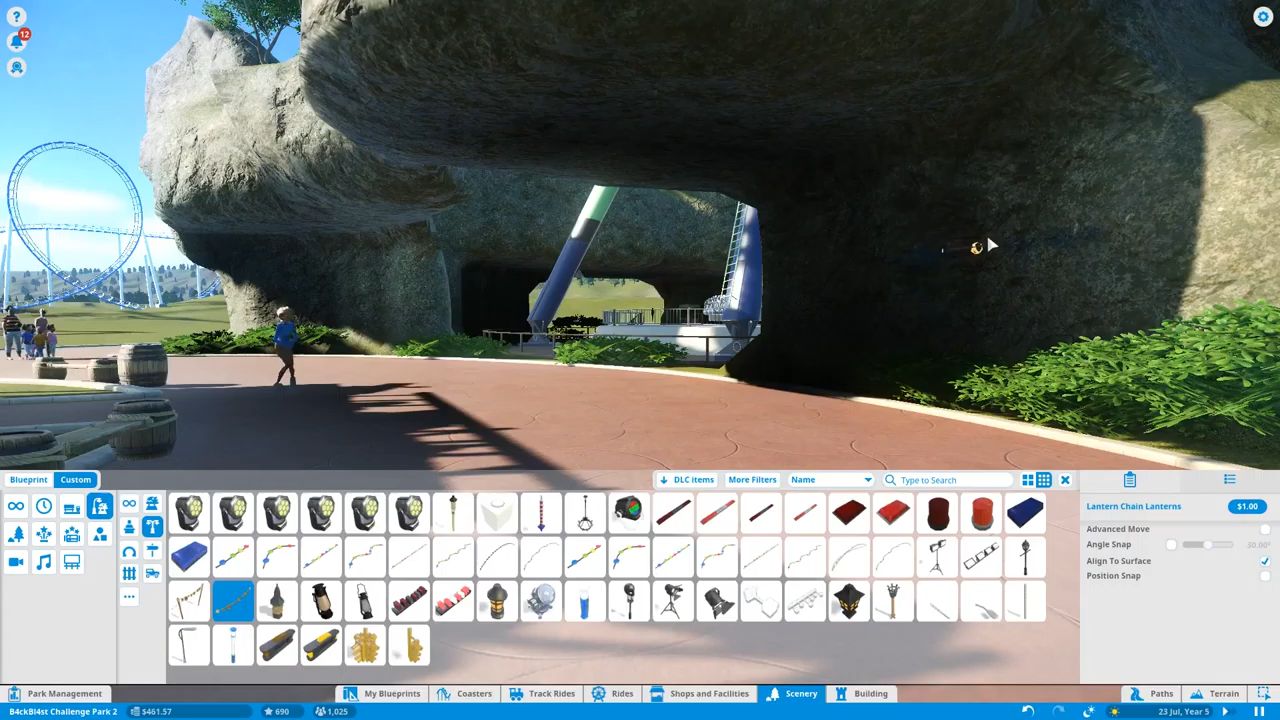 ?
12
Blueprint
Custom
DLC items
More Filters
Name
Type to Search
Lantern Chain Lanterns
$1.00
Advanced Move
Angle Snap
30.00°
Align To Surface
Position Snap
Park Management
My Blueprints
Coasters
Track Rides
Rides
Shops and Facilities
Scenery
Building
Paths
Terrain
B4ckBl4st Challenge Park 2
$461.57
690
1,025
23 Jul, Year 5